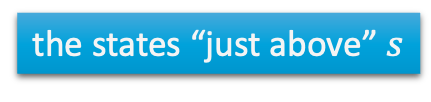 the states “just above” s